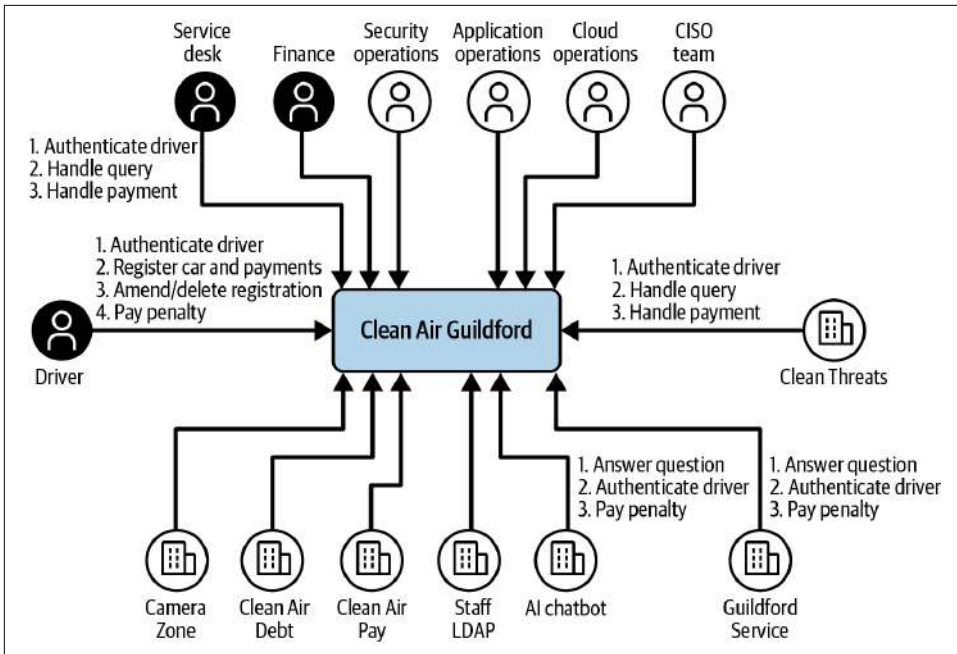 Service
desk
Finance
Security
operations
Application
operations
Cloud
operations
CISO
team
1. Authenticate driver
2. Handle query
3. Handle payment
1. Authenticate driver
2. Register car and payments
3. Amend/delete registration
4. Pay penalty
1. Authenticate driver
2. Handle query
3. Handle payment
Clean Air Guildford
Driver
Clean Threats
1. Answer question
2. Authenticate driver
3. Pay penalty
1. Answer question
2. Authenticate driver
3. Pay penalty
Camera
Zone
Clean Air
Debt
Clean Air
Pay
Staff
LDAP
AI chatbot
Guildford
Service